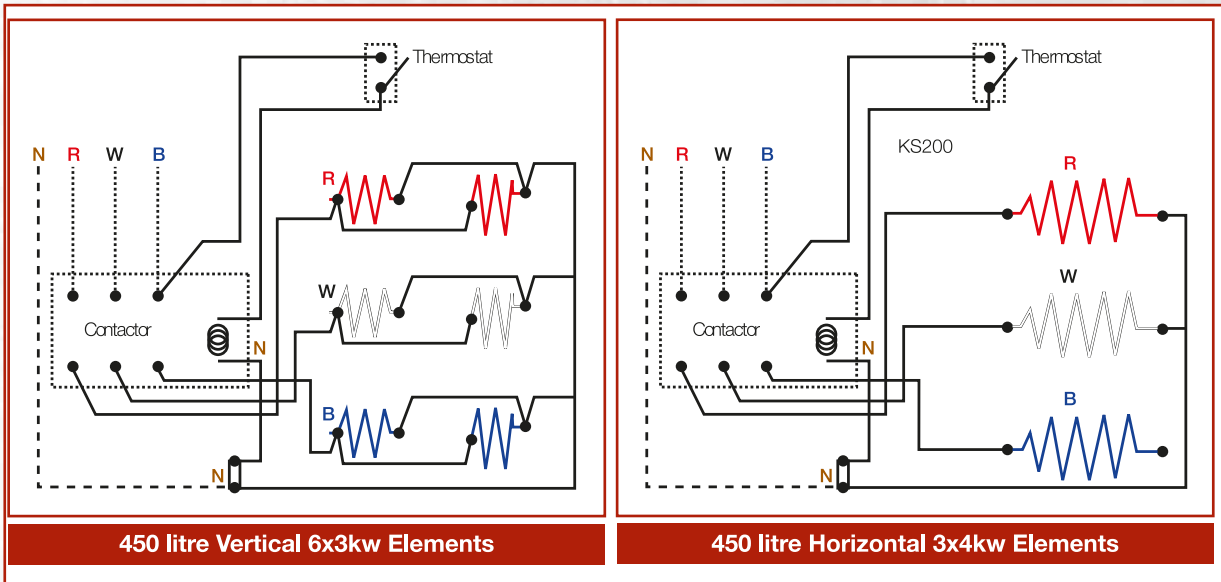 Thermostat
N R W B
R
W
Contactor
N
B
N
450 litre Vertical 6x3kw Elements
Thermostat
KS200
N R W B
R
W
Contactor
N
B
N
450 litre Horizontal 3x4kw Elements